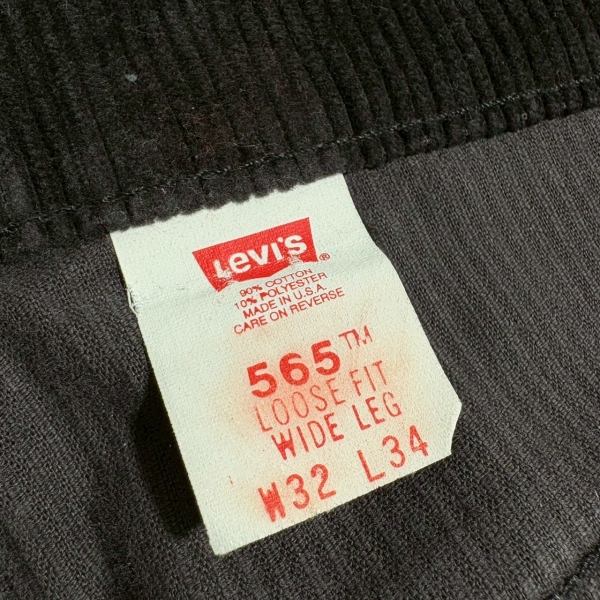 Levi's ®
90% COTTON
10% POLYESTER
MADE IN U.S.A.
CARE ON REVERSE
565™
LOOSE FIT
WIDE LEG
W32 L34